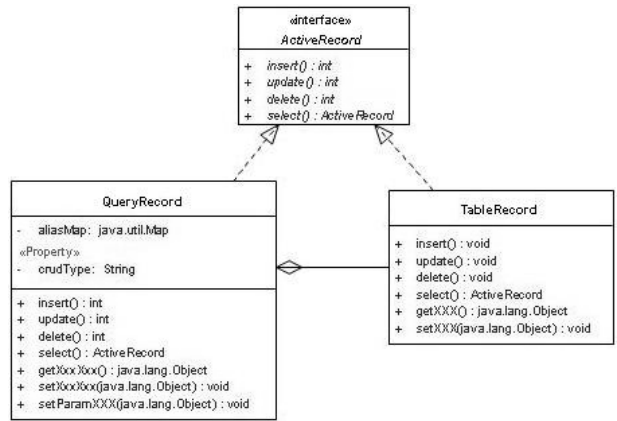 «interface»
ActiveRecord
+ insert() : int
+ update() : int
+ delete() : int
+ select() : ActiveRecord
QueryRecord
- aliasMap: java.util.Map
«Property»
- crudType: String
+ insert() : int
+ update() : int
+ delete() : int
+ select() : ActiveRecord
+ getXxxXxx() : java.lang.Object
+ setXxxXxx(java.lang.Object) : void
+ setParamXXX(java.lang.Object) : void
TableRecord
+ insert() : void
+ update() : void
+ delete() : void
+ select() : ActiveRecord
+ getXXX() : java.lang.Object
+ setXXX(java.lang.Object) : void